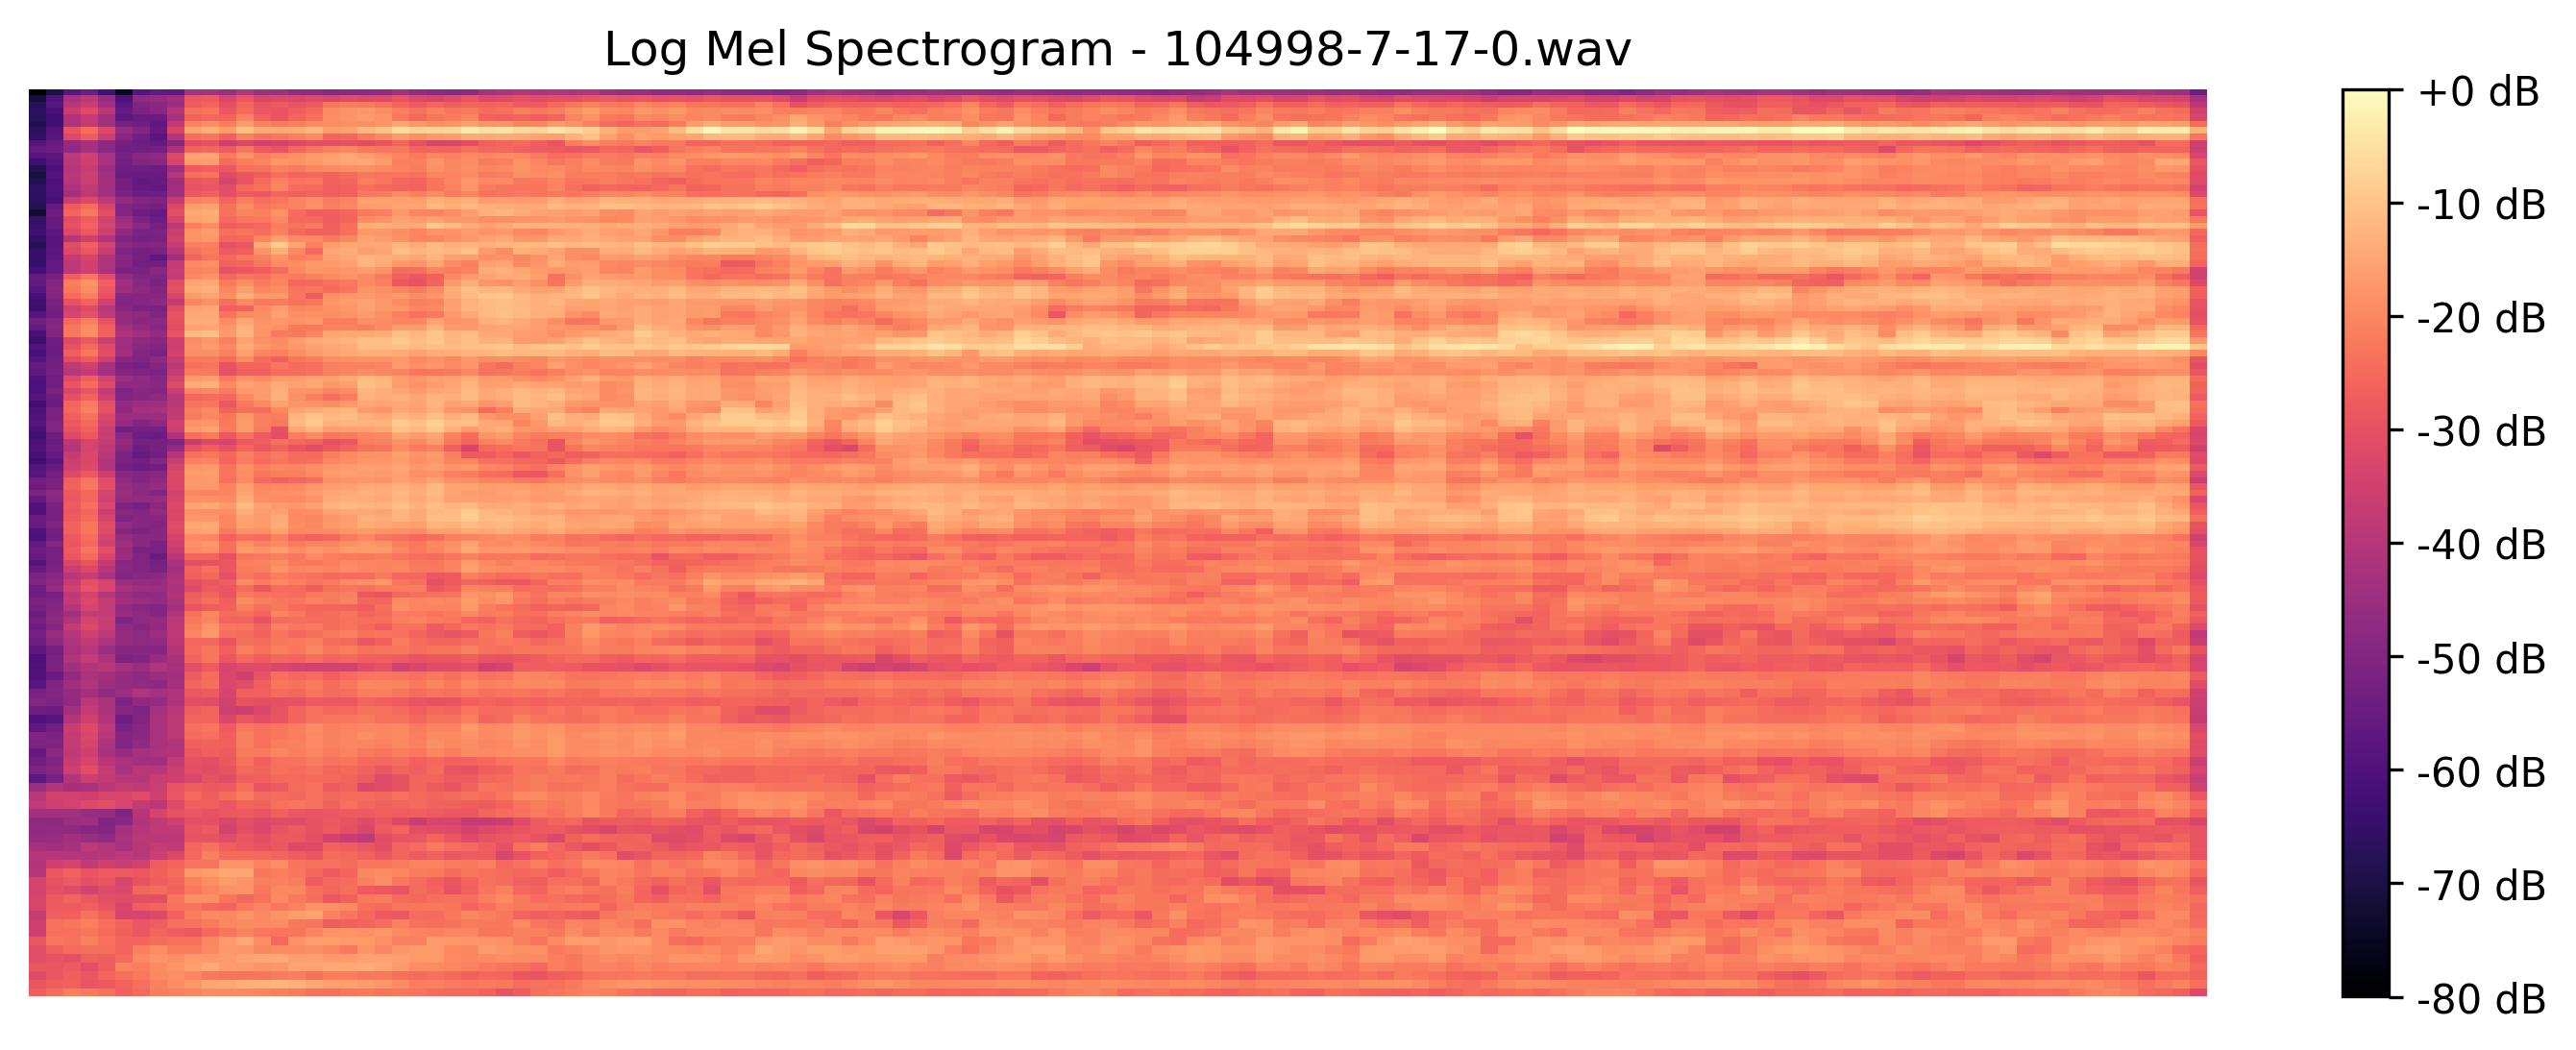 Log Mel Spectrogram - 104998-7-17-0.wav
+0 dB
-10 dB
-20 dB
-30 dB
-40 dB
-50 dB
-60 dB
-70 dB
-80 dB